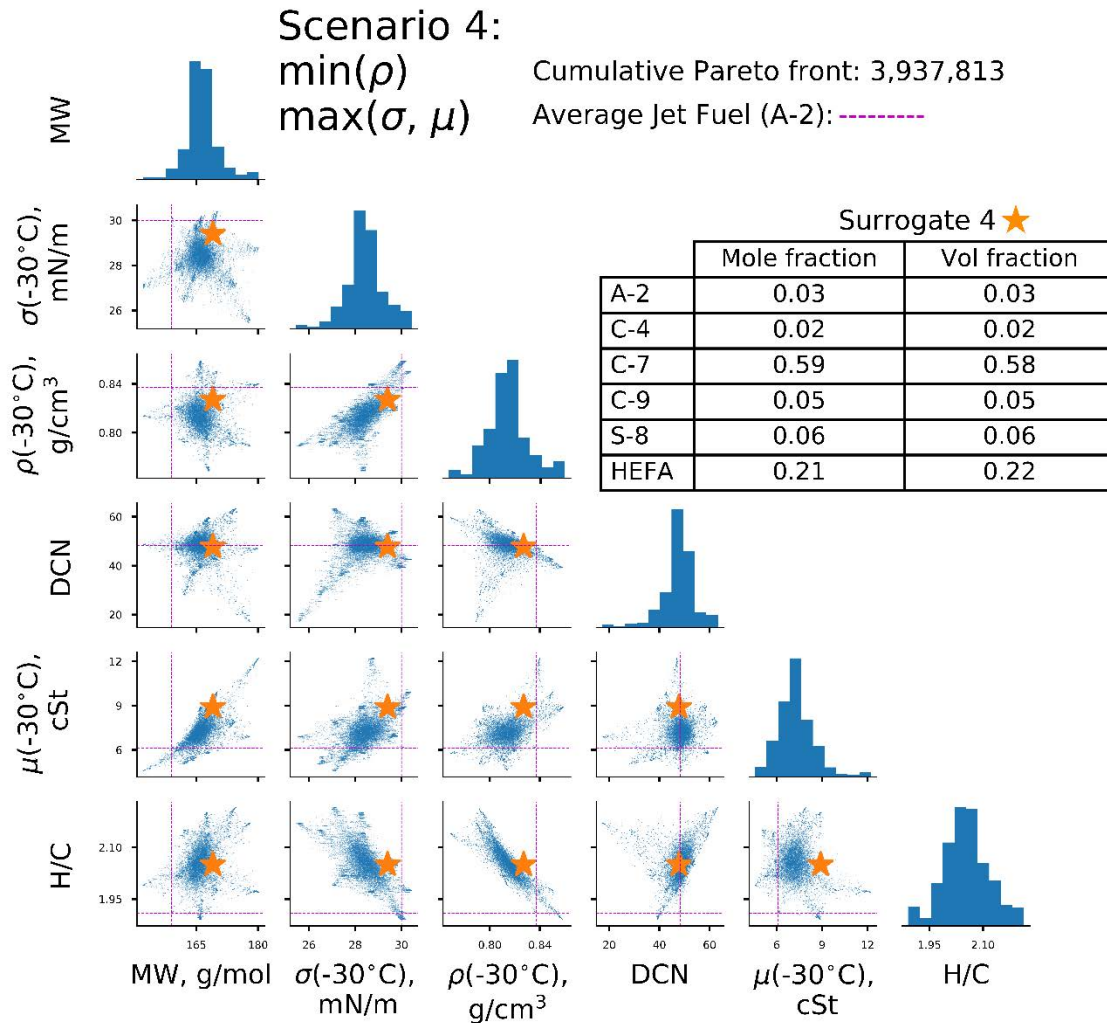 Scenario 4:
min(ρ)
max(σ, μ)
Cumulative Pareto front: 3,937,813
Average Jet Fuel (A-2): ---------
MW
σ(-30°C),
mN/m
30
28
26
Surrogate 4
Mole fraction Vol fraction
A-2 0.03 0.03
C-4 0.02 0.02
C-7 0.59 0.58
C-9 0.05 0.05
S-8 0.06 0.06
HEFA 0.21 0.22
ρ(-30°C),
g/cm³
0.84
0.80
DCN
60
40
20
μ(-30°C),
cSt
12
9
6
H/C
2.10
1.95
165 180 26 28 30 0.80 0.84 20 40 60 6 9 12 1.95 2.10
MW, g/mol σ(-30°C), ρ(-30°C), DCN μ(-30°C), H/C
mN/m g/cm³ cSt